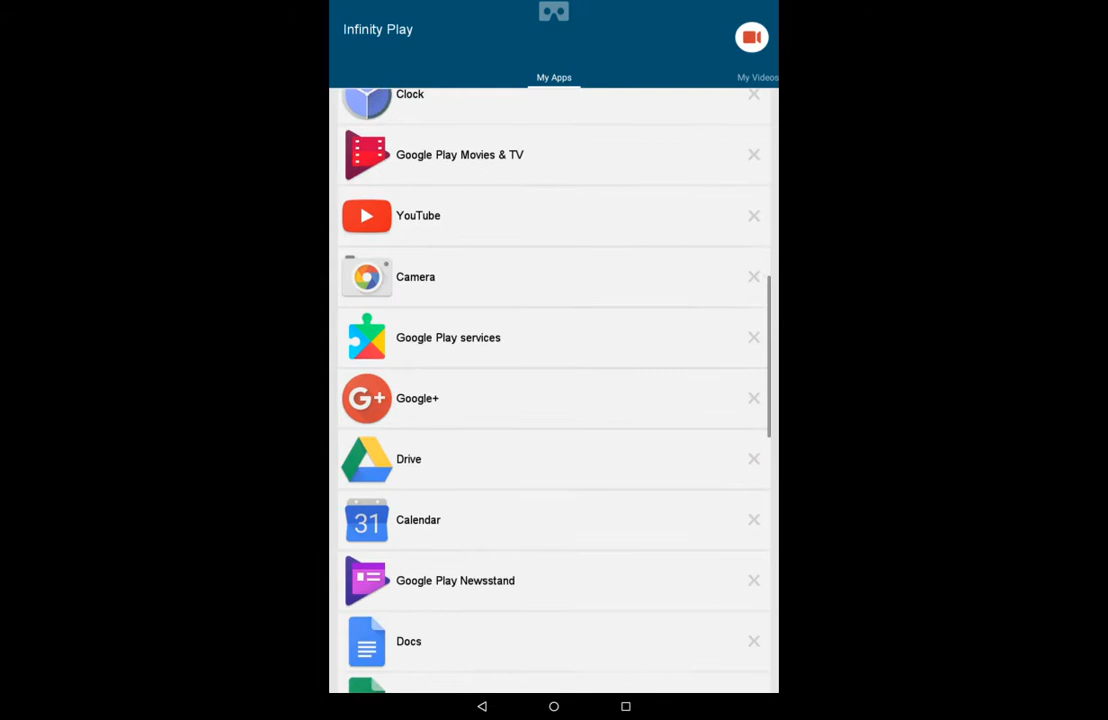 Infinity Play
My Apps
My Videos
Clock
Google Play Movies & TV
YouTube
Camera
Google Play services
G+ Google+
Drive
31 Calendar
Google Play Newsstand
Docs